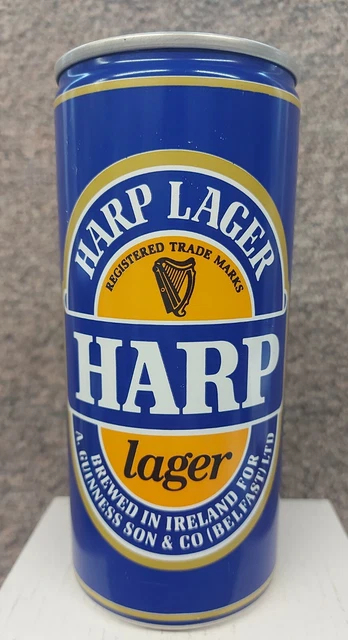 HARP LAGER
REGISTERED TRADE MARKS
HARP
lager
BREWED IN IRELAND FOR
A. GUINNESS SON & CO (BELFAST) LTD